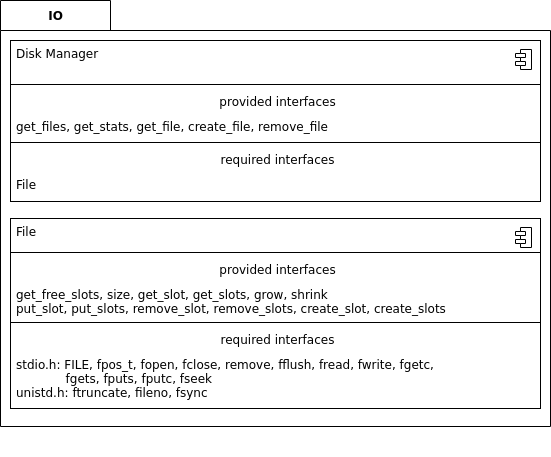 IO
Disk Manager
provided interfaces
get_files, get_stats, get_file, create_file, remove_file
required interfaces
File
File
provided interfaces
get_free_slots, size, get_slot, get_slots, grow, shrink
put_slot, put_slots, remove_slot, remove_slots, create_slot, create_slots
required interfaces
stdio.h: FILE, fpos_t, fopen, fclose, remove, fflush, fread, fwrite, fgetc,
fgets, fputs, fputc, fseek
unistd.h: ftruncate, fileno, fsync